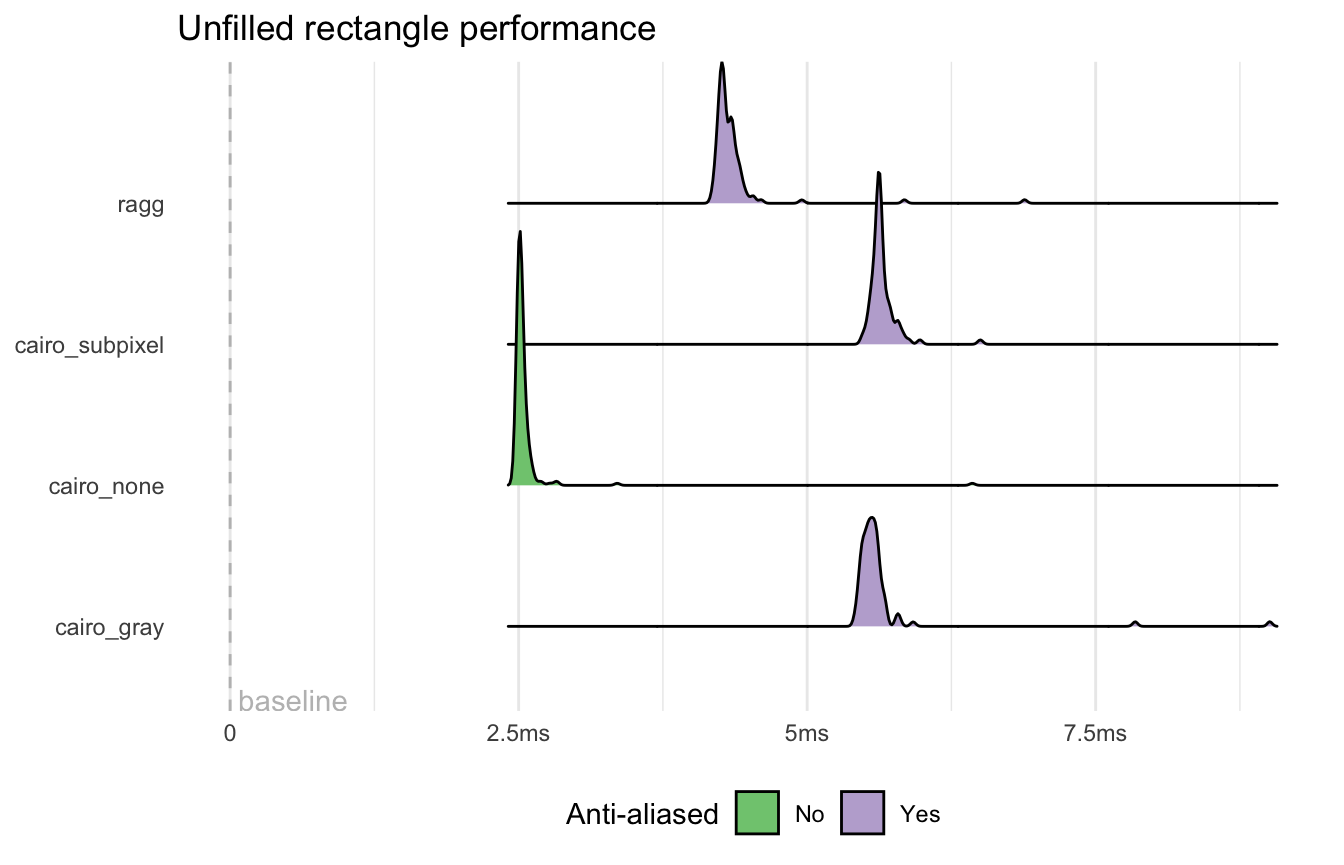 Unfilled rectangle performance
ragg
cairo_subpixel
cairo_none
cairo_gray
baseline
0 2.5ms 5ms 7.5ms
Anti-aliased No Yes